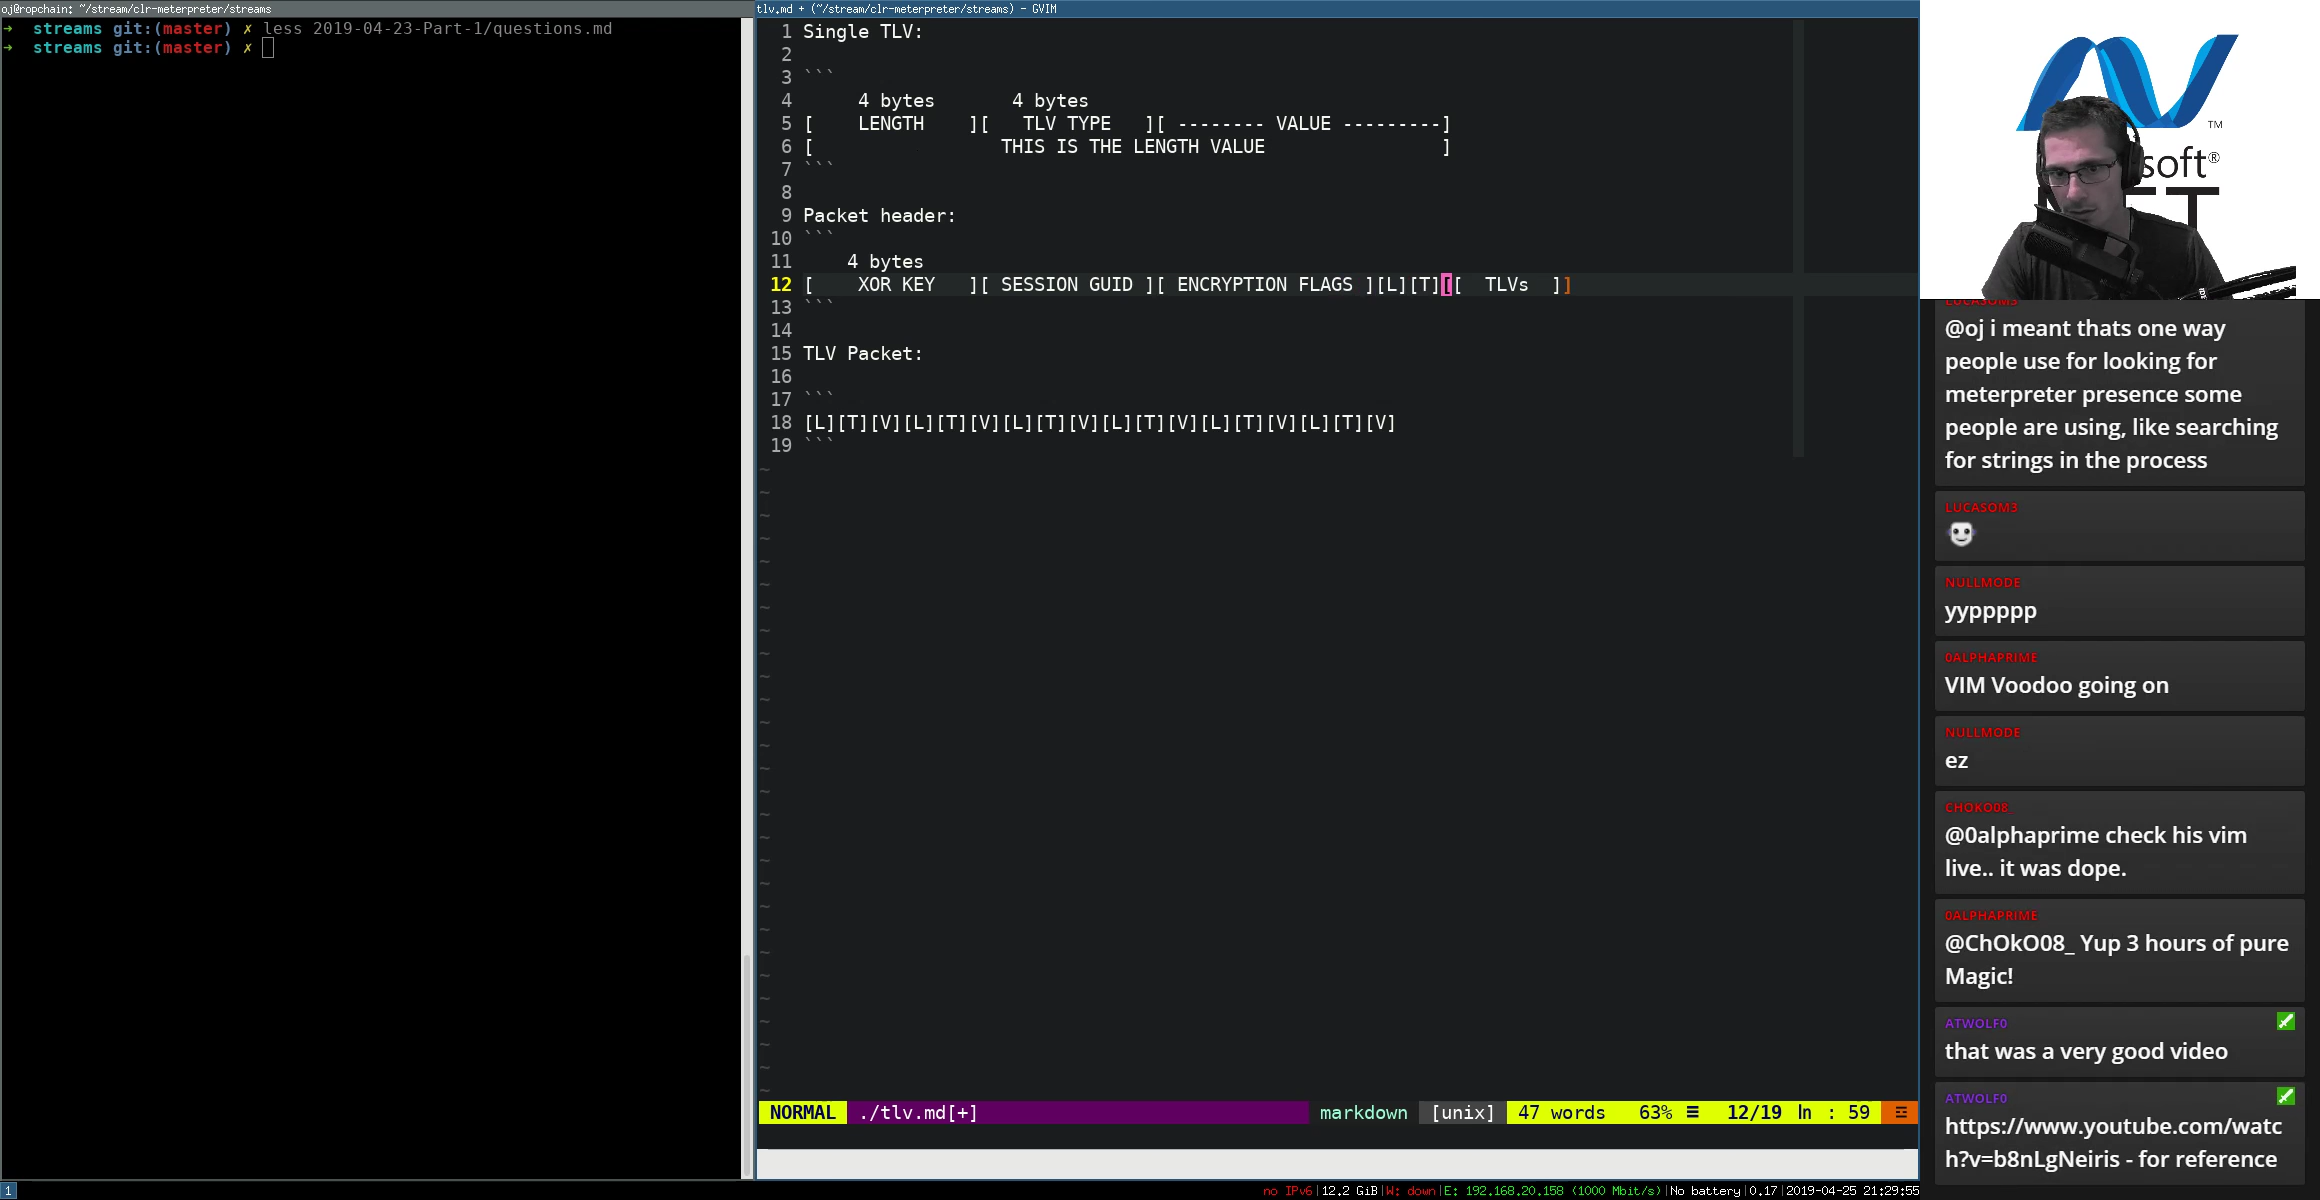 oj@ropchain: ~/stream/clr-meterpreter/streams
➜ streams git:(master) ✗ less 2019-04-23-Part-1/questions.md
➜ streams git:(master) ✗
tlv.md + (~/stream/clr-meterpreter/streams) - GVIM
1 Single TLV:
2
3 ```
4      4 bytes       4 bytes
5 [    LENGTH    ][   TLV TYPE   ][ -------- VALUE ---------]
6 [                 THIS IS THE LENGTH VALUE                ]
7 ```
8
9 Packet header:
10 ```
11     4 bytes
12 [    XOR KEY   ][ SESSION GUID ][ ENCRYPTION FLAGS ][L][T][[  TLVs  ]]
13 ```
14
15 TLV Packet:
16
17 ```
18 [L][T][V][L][T][V][L][T][V][L][T][V][L][T][V][L][T][V]
19 ```
NORMAL ./tlv.md[+] markdown [unix] 47 words 63% ≡ 12/19 ln : 59
TM
soft®
LUCASOM3
@oj i meant thats one way
people use for looking for
meterpreter presence some
people are using, like searching
for strings in the process
LUCASOM3
NULLMODE
yyppppp
0ALPHAPRIME
VIM Voodoo going on
NULLMODE
ez
CHOKO08_
@0alphaprime check his vim
live.. it was dope.
0ALPHAPRIME
@ChOkO08_ Yup 3 hours of pure
Magic!
ATWOLF0
that was a very good video
ATWOLF0
https://www.youtube.com/watc
h?v=b8nLgNeiris - for reference
1
no IPv6|12.2 GiB|W: down|E: 192.168.20.158 (1000 Mbit/s)|No battery|0.17|2019-04-25 21:29:55